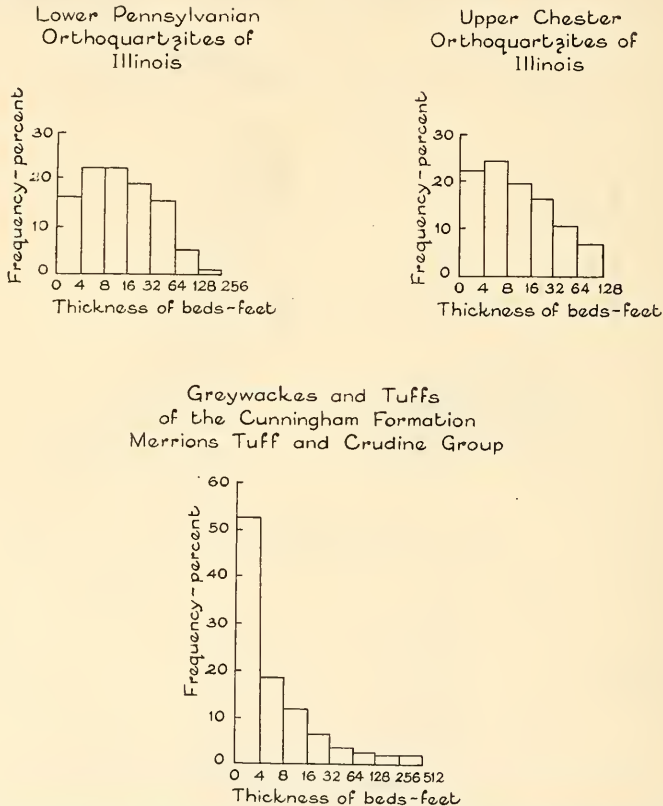 Lower Pennsylvanian
Orthoquartzites of
Illinois
Frequency-percent
30
20
10
0
0 4 8 16 32 64 128 256
Thickness of beds-feet
Upper Chester
Orthoquartzites of
Illinois
Frequency-percent
30
20
10
0
0 4 8 16 32 64 128
Thickness of beds-feet
Greywackes and Tuffs
of the Cunningham Formation
Merrions Tuff and Crudine Group
Frequency-percent
60
50
40
30
20
10
0
0 4 8 16 32 64 128 256 512
Thickness of beds-feet